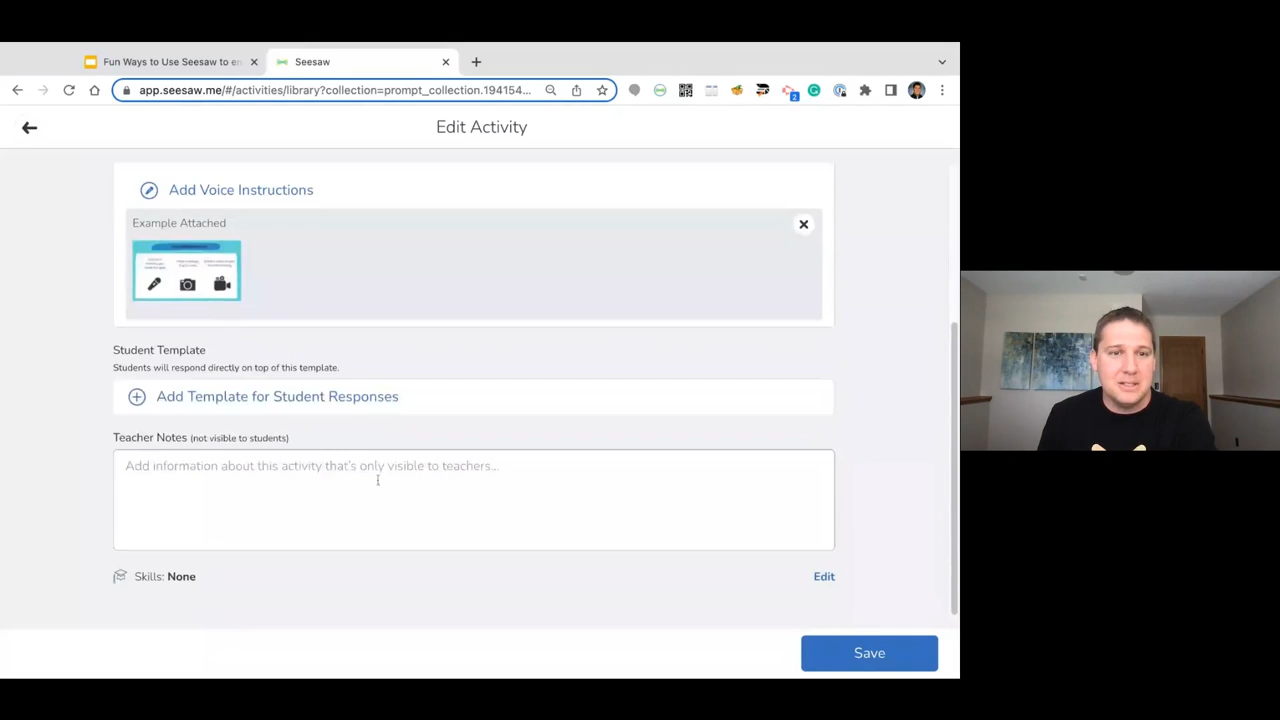 Fun Ways to Use Seesaw to en
Seesaw
app.seesaw.me/#/activities/library?collection=prompt_collection.194154...
2
Edit Activity
Add Voice Instructions
Example Attached
Student Template
Students will respond directly on top of this template.
Add Template for Student Responses
Teacher Notes (not visible to students)
Add information about this activity that's only visible to teachers...
Skills: None
Edit
Save